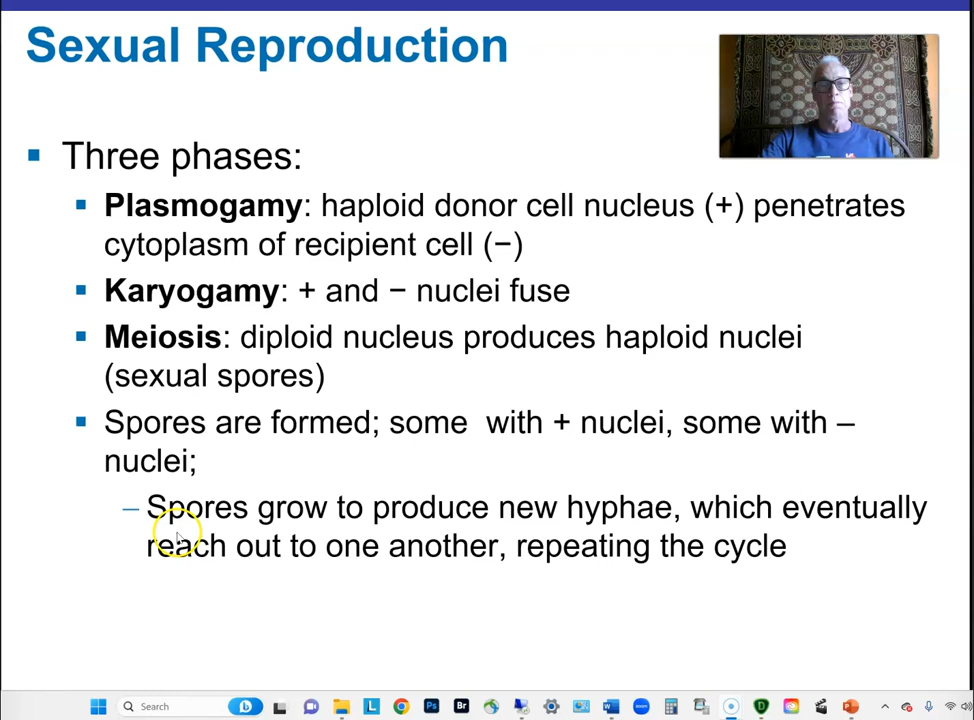 Sexual Reproduction
Three phases:
Plasmogamy: haploid donor cell nucleus (+) penetrates
cytoplasm of recipient cell (−)
Karyogamy: + and − nuclei fuse
Meiosis: diploid nucleus produces haploid nuclei
(sexual spores)
Spores are formed; some with + nuclei, some with –
nuclei;
– Spores grow to produce new hyphae, which eventually
reach out to one another, repeating the cycle
Search
L Ps Br